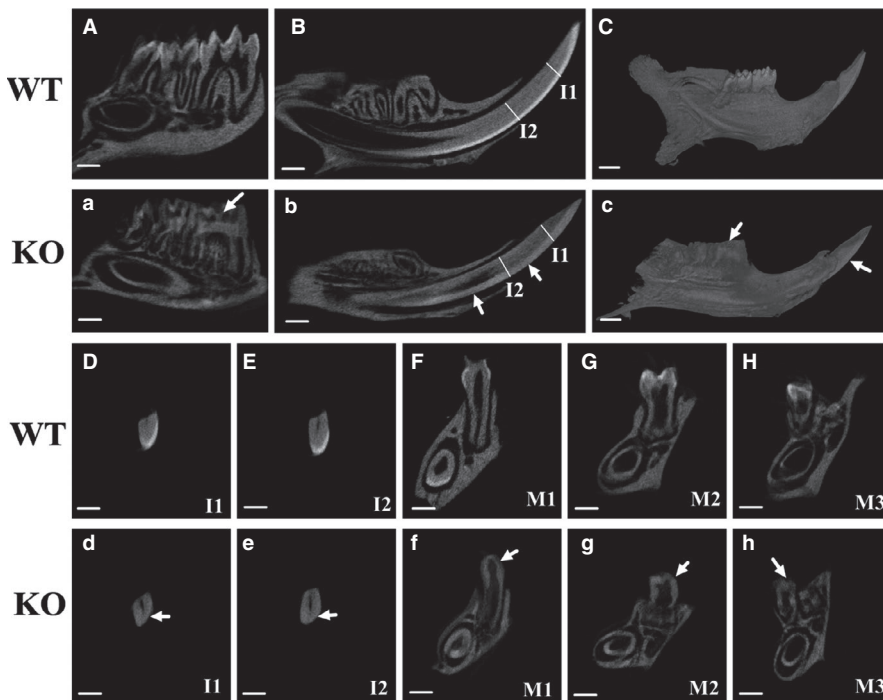 A B C
WT
I1
I2
a b c
KO
I1
I2
D E F G H
WT
I1 I2 M1 M2 M3
d e f g h
KO
I1 I2 M1 M2 M3